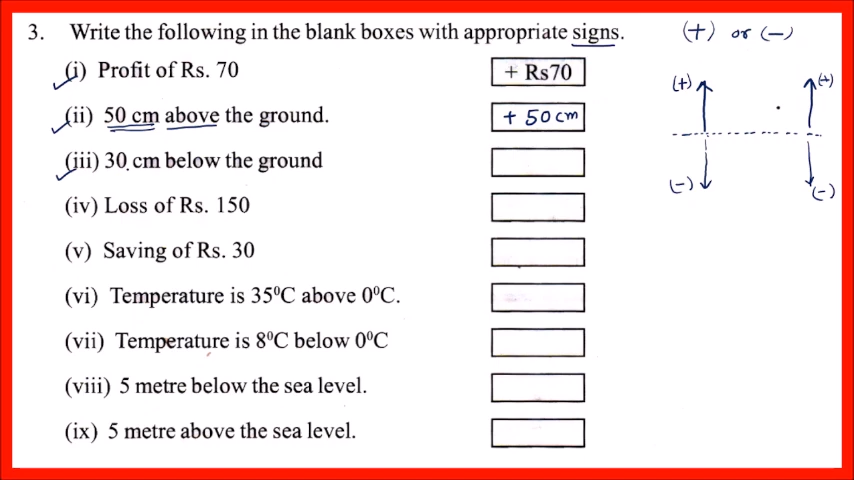 3. Write the following in the blank boxes with appropriate signs. (+) or (−)
(i) Profit of Rs. 70 + Rs70
(ii) 50 cm above the ground. + 50 cm
(iii) 30 cm below the ground
(iv) Loss of Rs. 150
(v) Saving of Rs. 30
(vi) Temperature is 35⁰C above 0⁰C.
(vii) Temperature is 8⁰C below 0⁰C
(viii) 5 metre below the sea level.
(ix) 5 metre above the sea level.
(+) (+)
(−) (−)